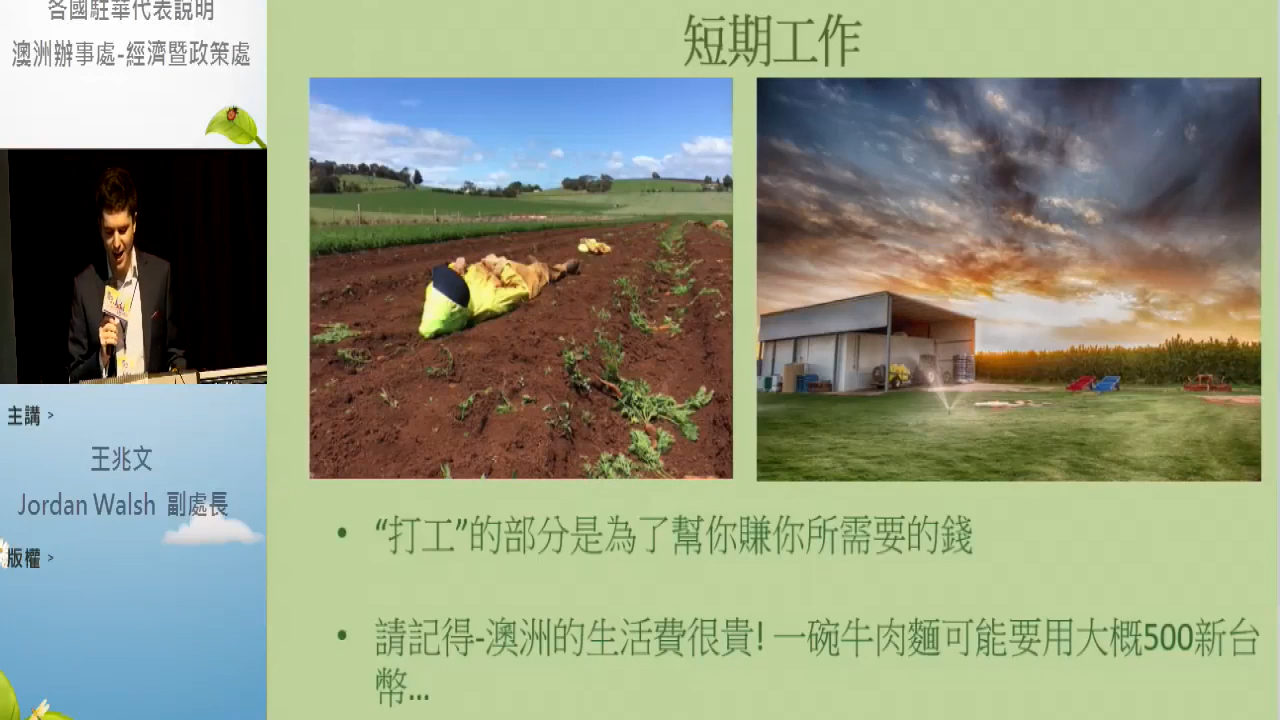 各國駐華代表說明
澳洲辦事處-經濟暨政策處
主講 >
王兆文
Jordan Walsh 副處長
版權 >
短期工作
• “打工”的部分是為了幫你賺你所需要的錢
• 請記得-澳洲的生活費很貴! 一碗牛肉麵可能要用大概500新台
幣...